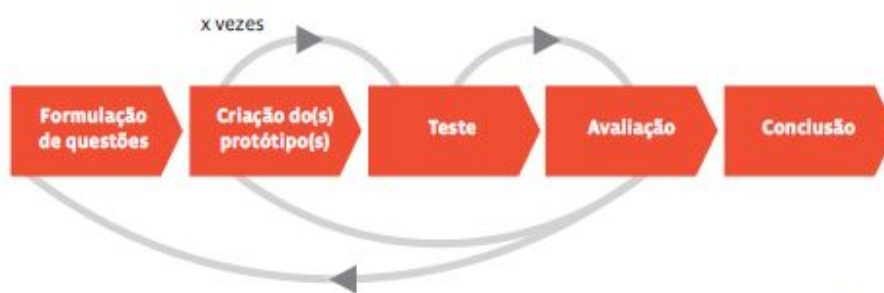 x vezes
Formulação
de questões
Criação do(s)
protótipo(s)
Teste
Avaliação
Conclusão